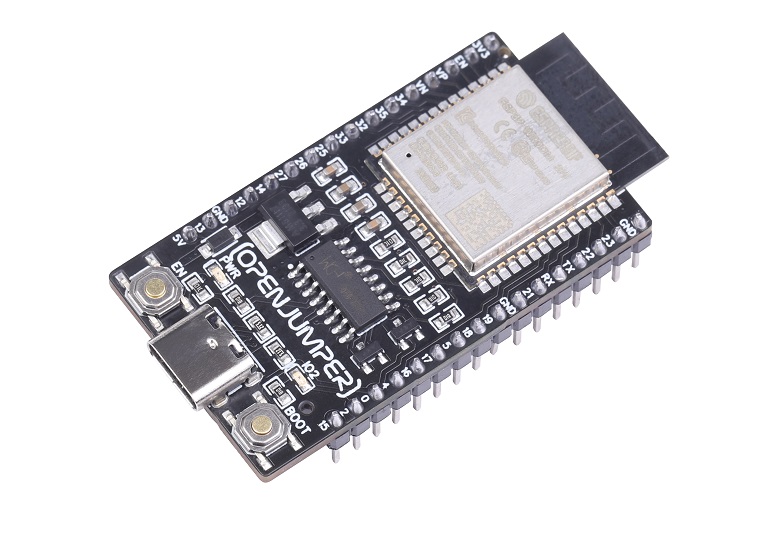 3V3
EN
VP
VN
34
35
32
33
25
26
27
14
12
GND
13
5V
EN
PWR
[OPENJUMPER]
IO2
BOOT
GND
23
22
TX
RX
21
GND
19
18
5
17
16
4
0
2
15